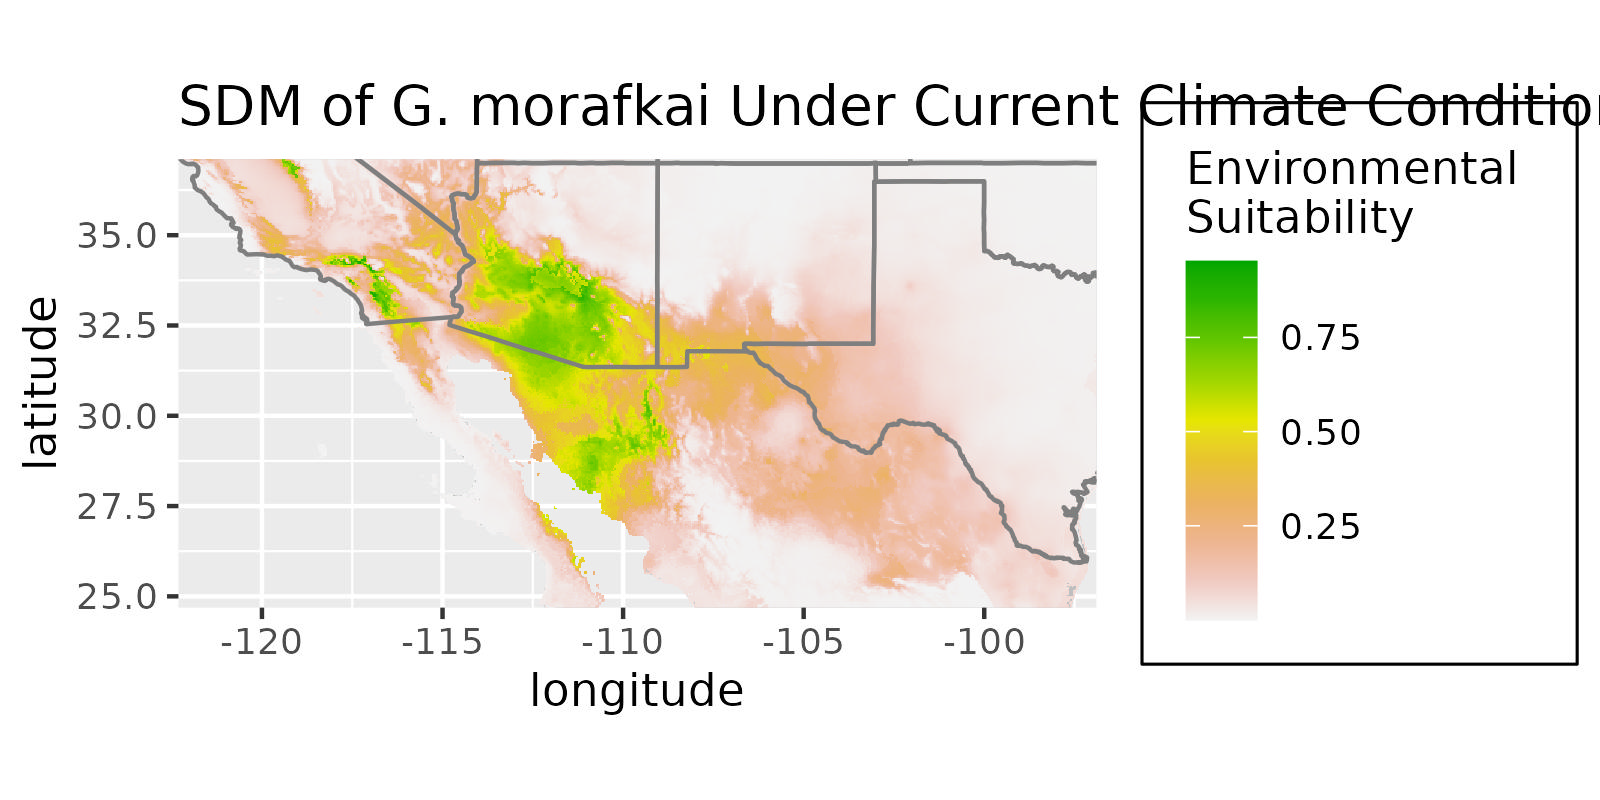 SDM of G. morafkai Under Current Climate Condition
Environmental
Suitability
0.75
0.50
0.25
latitude
35.0
32.5
30.0
27.5
25.0
-120
-115
-110
-105
-100
longitude